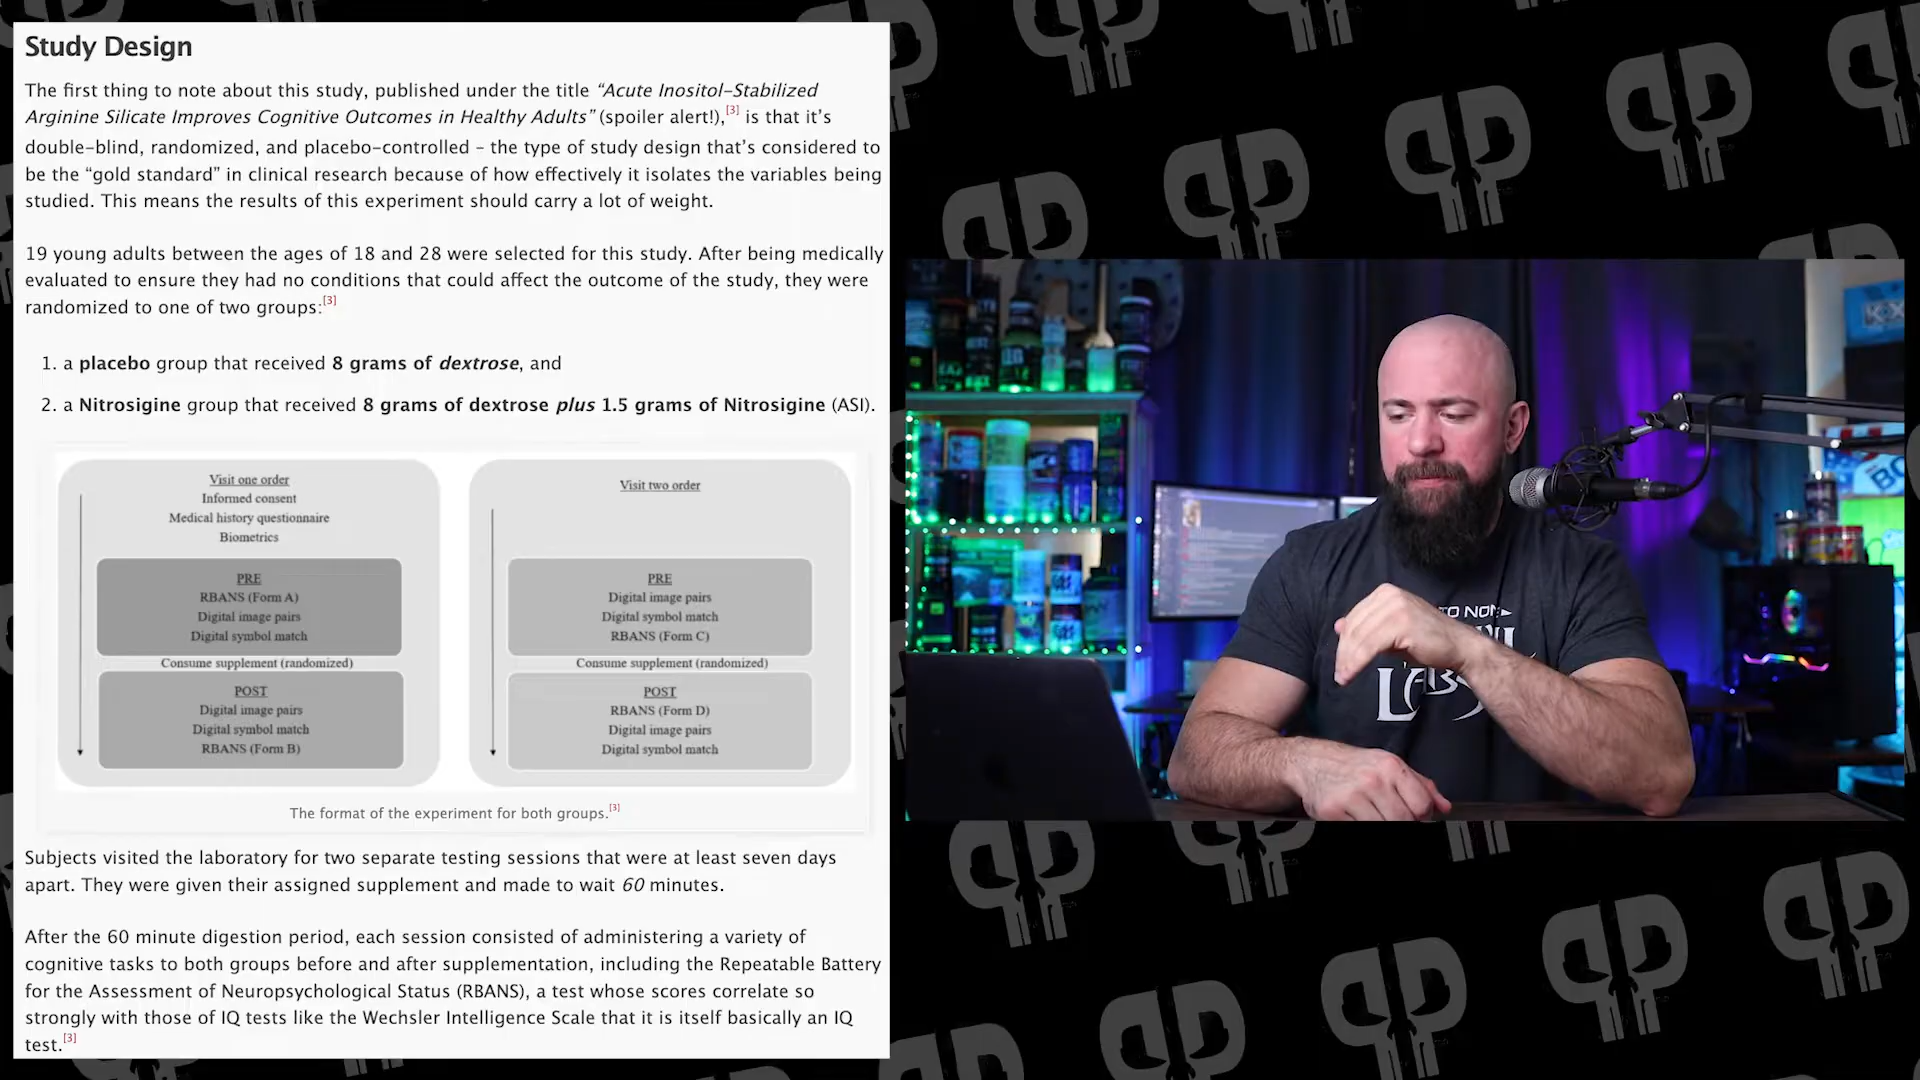 Study Design
The first thing to note about this study, published under the title “Acute Inositol-Stabilized
Arginine Silicate Improves Cognitive Outcomes in Healthy Adults” (spoiler alert!),[3] is that it’s
double-blind, randomized, and placebo-controlled – the type of study design that’s considered to
be the “gold standard” in clinical research because of how effectively it isolates the variables being
studied. This means the results of this experiment should carry a lot of weight.
19 young adults between the ages of 18 and 28 were selected for this study. After being medically
evaluated to ensure they had no conditions that could affect the outcome of the study, they were
randomized to one of two groups:[3]
1. a placebo group that received 8 grams of dextrose, and
2. a Nitrosigine group that received 8 grams of dextrose plus 1.5 grams of Nitrosigine (ASI).
Visit one order
Informed consent
Medical history questionnaire
Biometrics
PRE
RBANS (Form A)
Digital image pairs
Digital symbol match
Consume supplement (randomized)
POST
Digital image pairs
Digital symbol match
RBANS (Form B)
Visit two order
PRE
Digital image pairs
Digital symbol match
RBANS (Form C)
Consume supplement (randomized)
POST
RBANS (Form D)
Digital image pairs
Digital symbol match
The format of the experiment for both groups.[3]
Subjects visited the laboratory for two separate testing sessions that were at least seven days
apart. They were given their assigned supplement and made to wait 60 minutes.
After the 60 minute digestion period, each session consisted of administering a variety of
cognitive tasks to both groups before and after supplementation, including the Repeatable Battery
for the Assessment of Neuropsychological Status (RBANS), a test whose scores correlate so
strongly with those of IQ tests like the Wechsler Intelligence Scale that it is itself basically an IQ
test.[3]